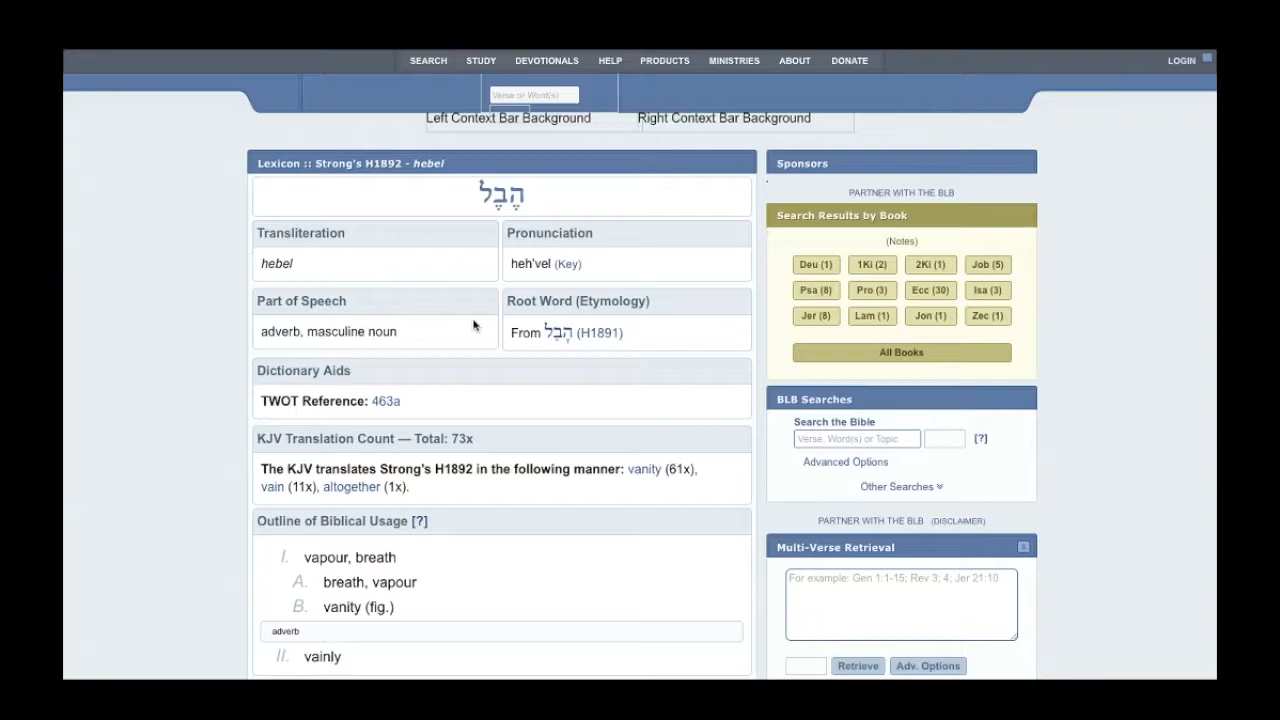 SEARCH STUDY DEVOTIONALS HELP PRODUCTS MINISTRIES ABOUT DONATE LOGIN
Verse or Word(s)
Left Context Bar Background Right Context Bar Background
Lexicon :: Strong's H1892 - hebel
הֶבֶל
Transliteration
hebel
Pronunciation
heh'vel (Key)
Part of Speech
adverb, masculine noun
Root Word (Etymology)
From הָבַל (H1891)
Dictionary Aids
TWOT Reference: 463a
KJV Translation Count — Total: 73x
The KJV translates Strong's H1892 in the following manner: vanity (61x),
vain (11x), altogether (1x).
Outline of Biblical Usage [?]
I. vapour, breath
A. breath, vapour
B. vanity (fig.)
adverb
II. vainly
Sponsors
PARTNER WITH THE BLB
Search Results by Book
(Notes)
Deu (1) 1Ki (2) 2Ki (1) Job (5)
Psa (8) Pro (3) Ecc (30) Isa (3)
Jer (8) Lam (1) Jon (1) Zec (1)
All Books
BLB Searches
Search the Bible
Verse, Word(s) or Topic [?]
Advanced Options
Other Searches
PARTNER WITH THE BLB (DISCLAIMER)
Multi-Verse Retrieval x
For example: Gen 1:1-15; Rev 3; 4; Jer 21:10
Retrieve Adv. Options